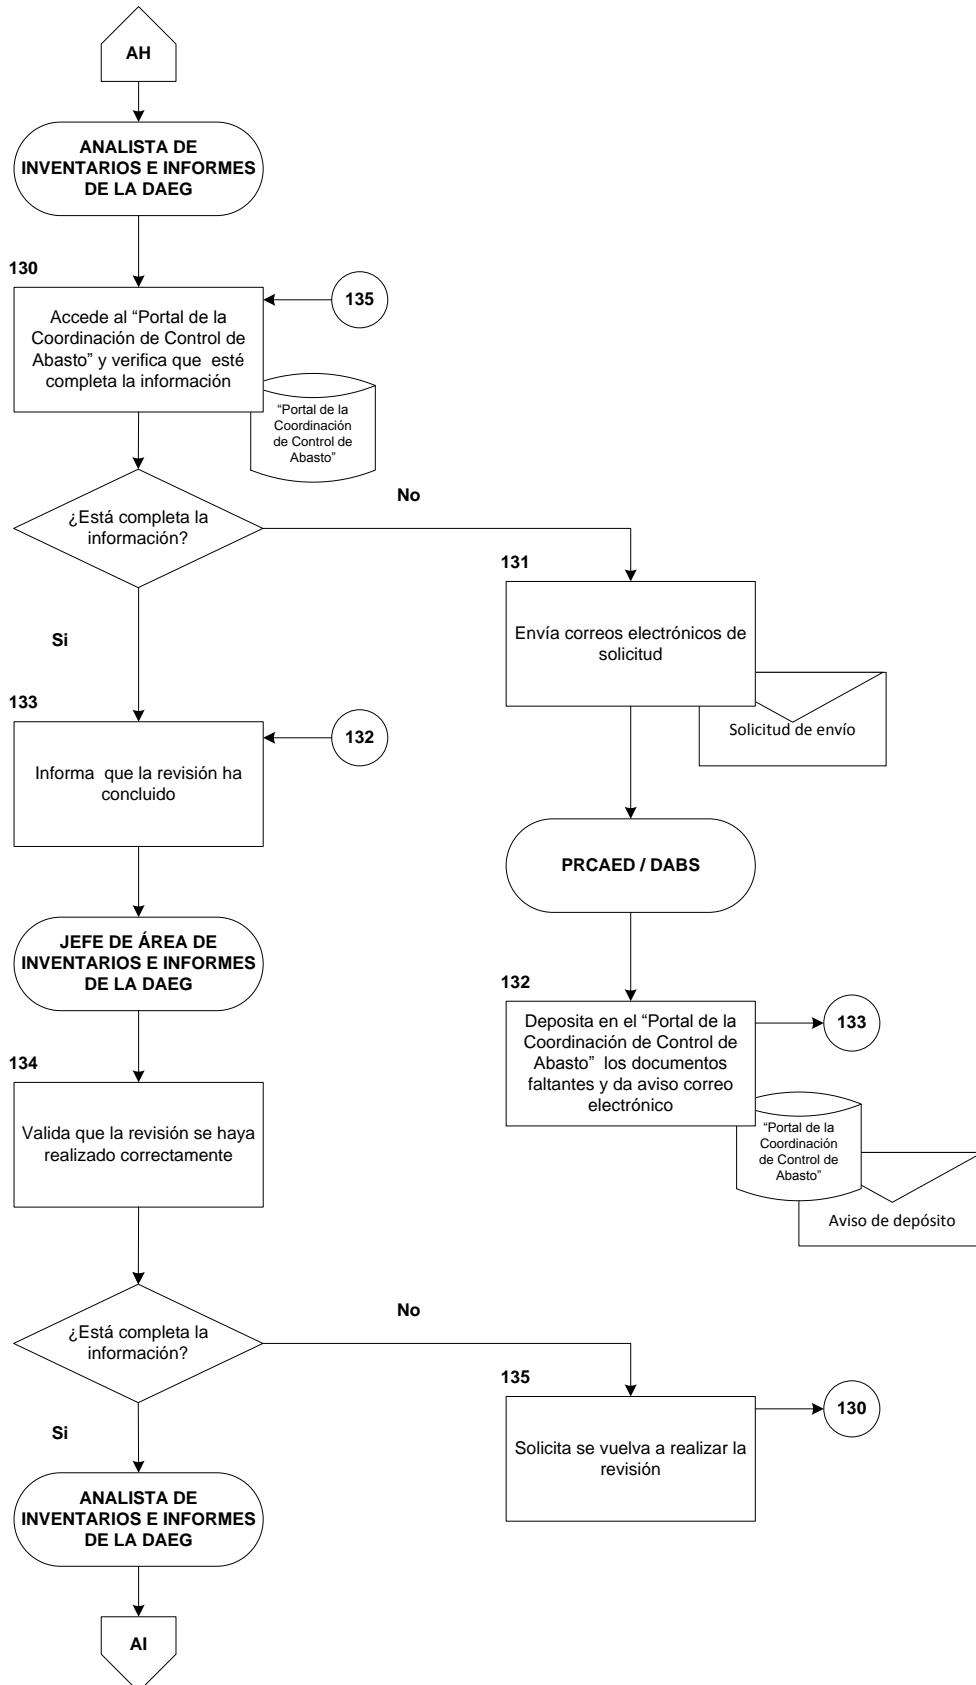 AH
ANALISTA DE
INVENTARIOS E INFORMES
DE LA DAEG
130
Accede al “Portal de la
Coordinación de Control de
Abasto” y verifica que esté
completa la información
135
“Portal de la
Coordinación
de Control de
Abasto”
¿Está completa la
información?
No
Si
131
Envía correos electrónicos de
solicitud
Solicitud de envío
133
Informa que la revisión ha
concluido
132
PRCAED / DABS
JEFE DE ÁREA DE
INVENTARIOS E INFORMES
DE LA DAEG
132
Deposita en el “Portal de la
Coordinación de Control de
Abasto” los documentos
faltantes y da aviso correo
electrónico
133
“Portal de la
Coordinación
de Control de
Abasto”
Aviso de depósito
134
Valida que la revisión se haya
realizado correctamente
¿Está completa la
información?
No
Si
135
Solicita se vuelva a realizar la
revisión
130
ANALISTA DE
INVENTARIOS E INFORMES
DE LA DAEG
AI